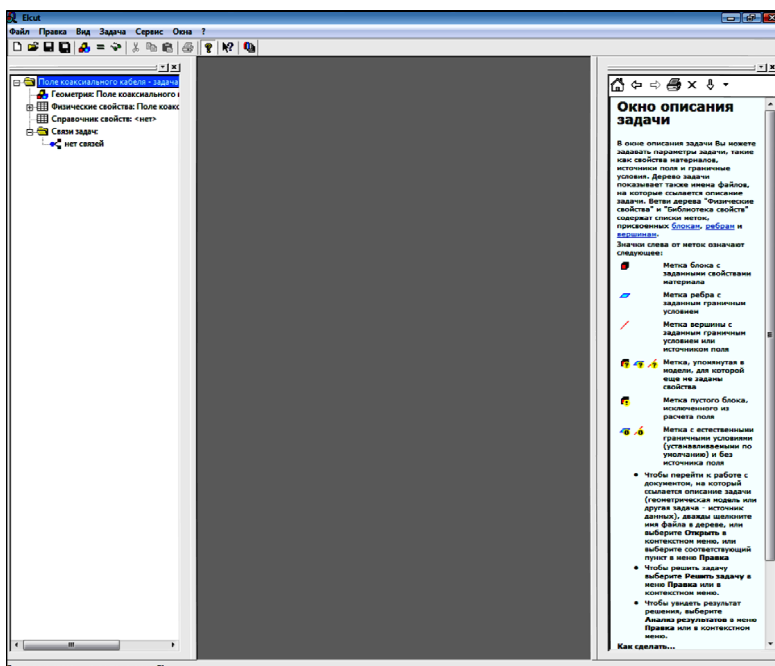 Elcut
Файл Правка Вид Задача Сервис Окна ?
Поле коаксиального кабеля - задача
Геометрия: Поле коаксиального
Физические свойства: Поле коакс
Справочник свойств: <нет>
Связи задач:
нет связей
Окно описания
задачи
В окне описания задачи Вы можете
задавать параметры задачи, такие
как свойства материалов,
источники поля и граничные
условия. Дерево задачи
показывает также имена файлов,
на которые ссылается описание
задачи. Ветви дерева "Физические
свойства" и "Библиотека свойств"
содержат списки меток,
присвоенных блокам, ребрам и
вершинам.
Значки слева от меток означают
следующее:
Метка блока с
заданными свойствами
материала
Метка ребра с
заданным граничным
условием
Метка вершины с
заданным граничным
условием или
источником поля
Метка, упомянутая в
модели, для которой
еще не заданы
свойства
Метка пустого блока,
исключенного из
расчета поля
Метка с естественными
граничными условиями
(устанавливаемыми по
умолчанию) и без
источника поля
• Чтобы перейти к работе с
документом, на который
ссылается описание задачи
(геометрическая модель или
другая задача - источник
данных), дважды щелкните
имя файла в дереве, или
выберите Открыть в
контекстном меню, или
выберите соответствующий
пункт в меню Правка
• Чтобы решить задачу
выберите Решить задачу в
меню Правка или в
контекстном меню.
• Чтобы увидеть результат
решения, выберите
Анализ результатов в меню
Правка или в контекстном
меню.
Как сделать...